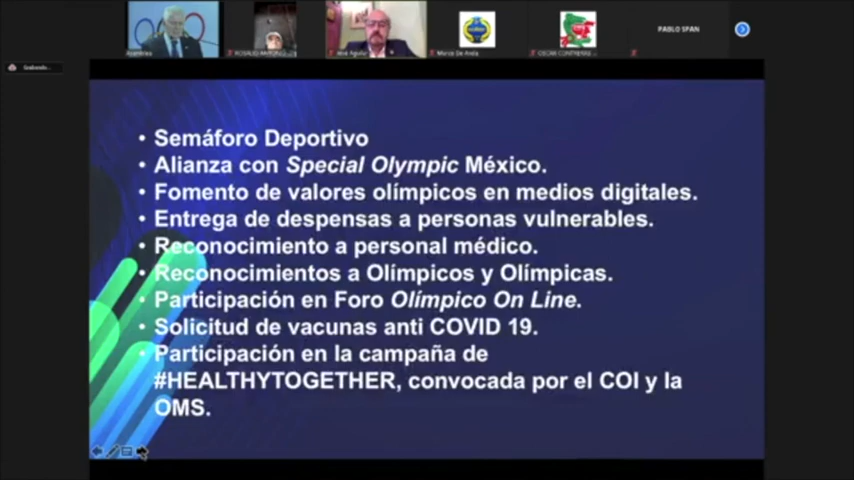 PABLO SPAN
Grabando...
• Semáforo Deportivo
• Alianza con Special Olympic México.
• Fomento de valores olímpicos en medios digitales.
• Entrega de despensas a personas vulnerables.
• Reconocimiento a personal médico.
• Reconocimientos a Olímpicos y Olímpicas.
• Participación en Foro Olímpico On Line.
• Solicitud de vacunas anti COVID 19.
• Participación en la campaña de
#HEALTHYTOGETHER, convocada por el COI y la
OMS.